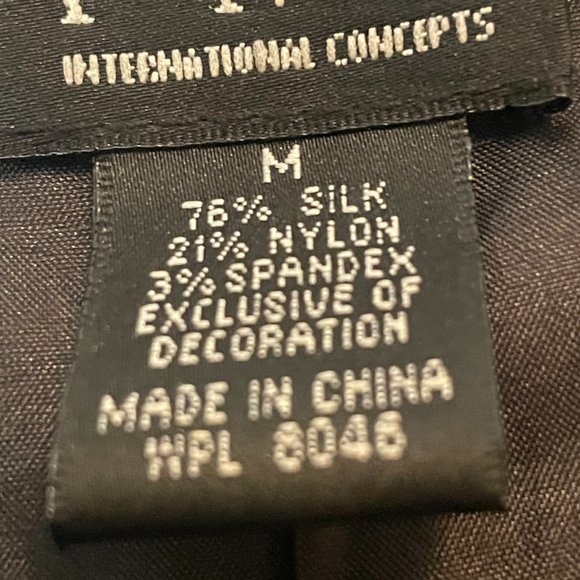 INTERNATIONAL CONCEPTS
M
76% SILK
21% NYLON
3% SPANDEX
EXCLUSIVE OF
DECORATION
MADE IN CHINA
WPL 8046